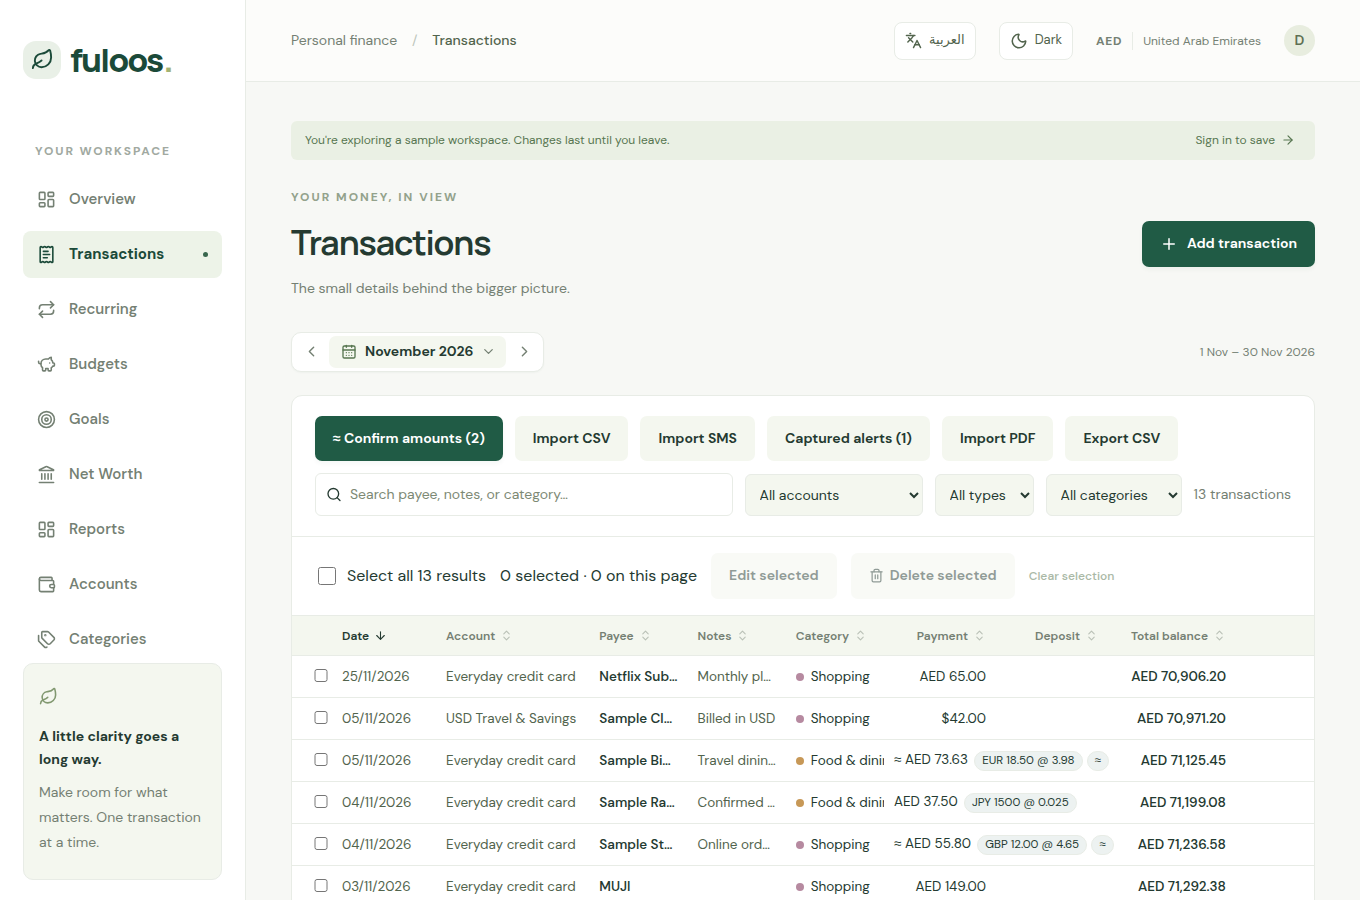 fuloos.
Personal finance / Transactions
العربية
Dark
AED United Arab Emirates
D
YOUR WORKSPACE
Overview
Transactions
Recurring
Budgets
Goals
Net Worth
Reports
Accounts
Categories
A little clarity goes a
long way.
Make room for what
matters. One transaction
at a time.
You're exploring a sample workspace. Changes last until you leave.
Sign in to save
YOUR MONEY, IN VIEW
Transactions
Add transaction
The small details behind the bigger picture.
November 2026
1 Nov – 30 Nov 2026
≈ Confirm amounts (2)
Import CSV
Import SMS
Captured alerts (1)
Import PDF
Export CSV
Search payee, notes, or category…
All accounts
All types
All categories
13 transactions
Select all 13 results
0 selected · 0 on this page
Edit selected
Delete selected
Clear selection
Date Account Payee Notes Category Payment Deposit Total balance
25/11/2026 Everyday credit card Netflix Sub… Monthly pl… Shopping AED 65.00 AED 70,906.20
05/11/2026 USD Travel & Savings Sample Cl… Billed in USD Shopping $42.00 AED 70,971.20
05/11/2026 Everyday credit card Sample Bi… Travel dinin… Food & dini ≈ AED 73.63 EUR 18.50 @ 3.98 ≈ AED 71,125.45
04/11/2026 Everyday credit card Sample Ra… Confirmed … Food & dini AED 37.50 JPY 1500 @ 0.025 AED 71,199.08
04/11/2026 Everyday credit card Sample St… Online ord… Shopping ≈ AED 55.80 GBP 12.00 @ 4.65 ≈ AED 71,236.58
03/11/2026 Everyday credit card MUJI Shopping AED 149.00 AED 71,292.38